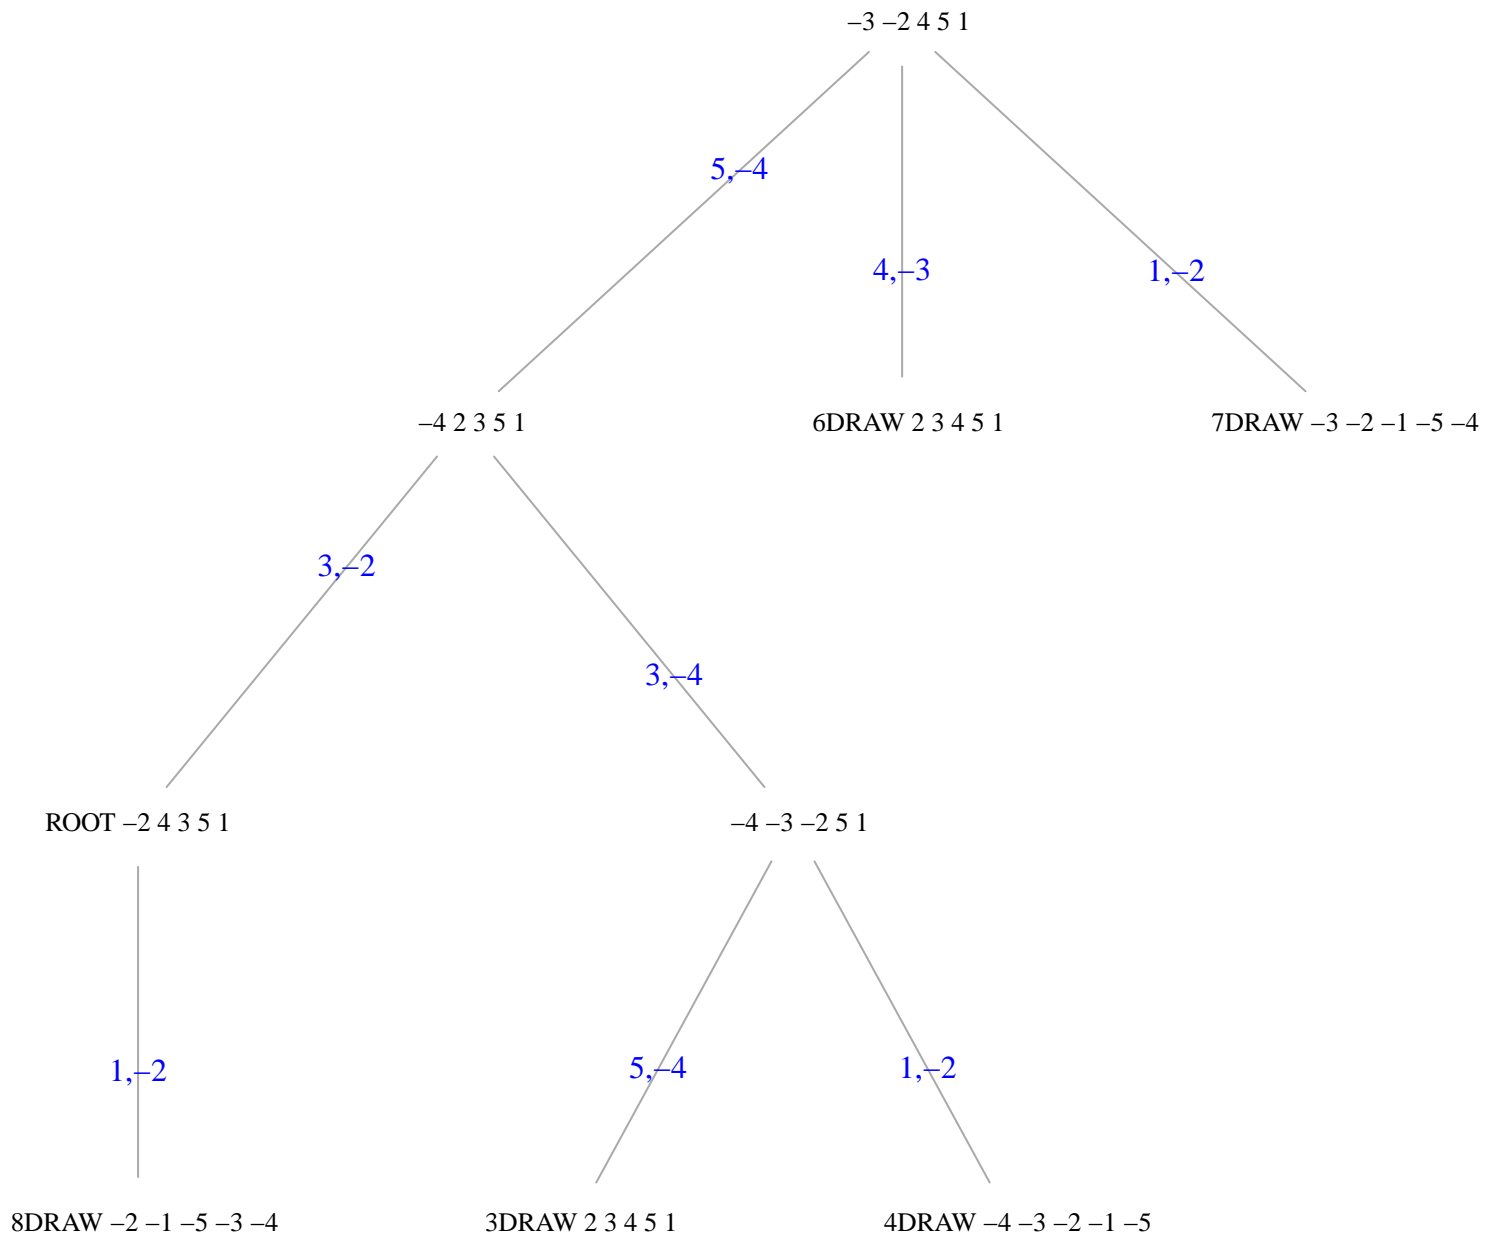 –3 –2 4 5 1
5,–4
4,–3
1,–2
–4 2 3 5 1
6DRAW 2 3 4 5 1
7DRAW –3 –2 –1 –5 –4
3,–2
3,–4
ROOT –2 4 3 5 1
–4 –3 –2 5 1
1,–2
5,–4
1,–2
8DRAW –2 –1 –5 –3 –4
3DRAW 2 3 4 5 1
4DRAW –4 –3 –2 –1 –5